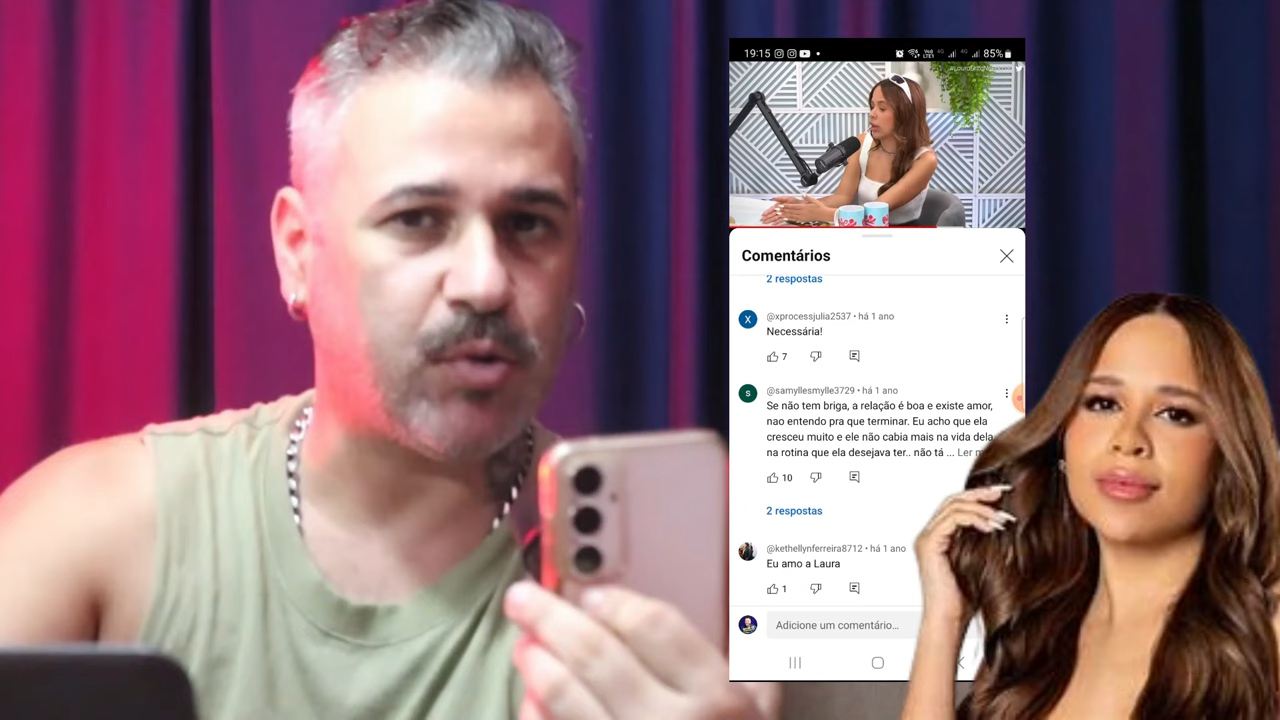 19:15
85%
Comentários
2 respostas
@xprocessjulia2537 • há 1 ano
Necessária!
7
@samyllesmylle3729 • há 1 ano
Se não tem briga, a relação é boa e existe amor,
nao entendo pra que terminar. Eu acho que ela
cresceu muito e ele não cabia mais na vida dela
na rotina que ela desejava ter.. não tá ... Ler
10
2 respostas
@kethellynferreira8712 • há 1 ano
Eu amo a Laura
1
Adicione um comentário...